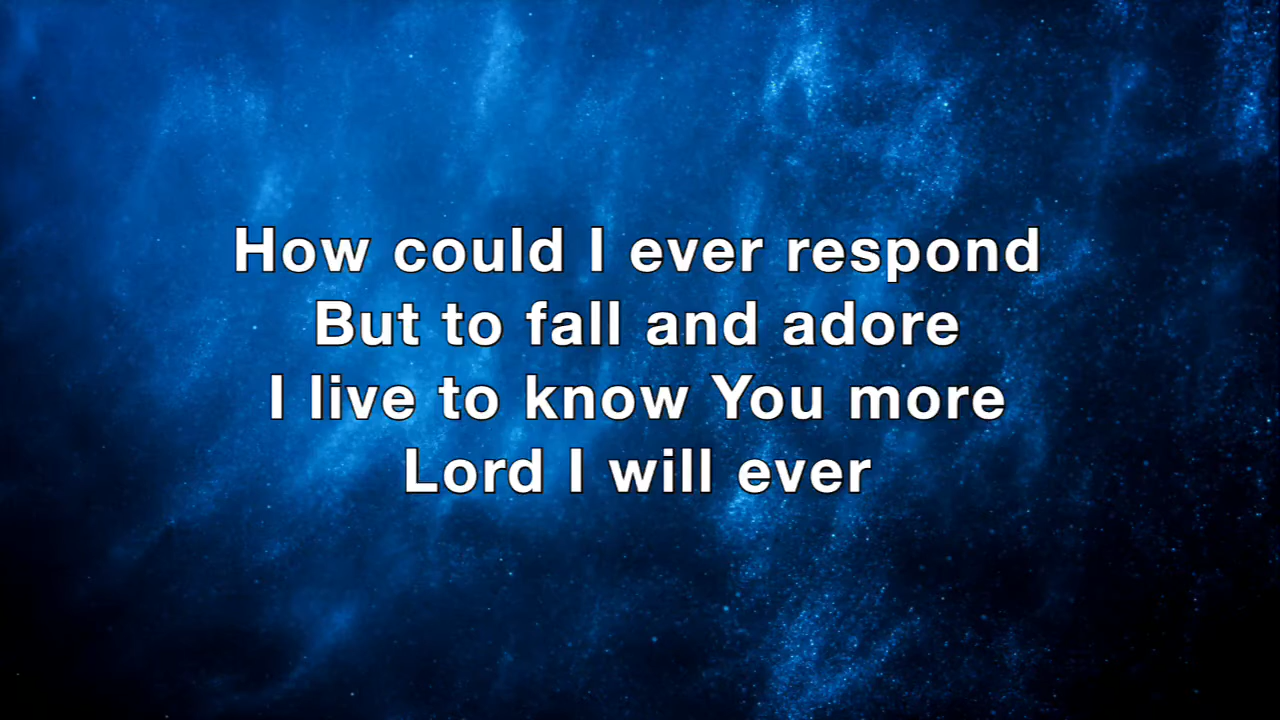 How could I ever respond
But to fall and adore
I live to know You more
Lord I will ever